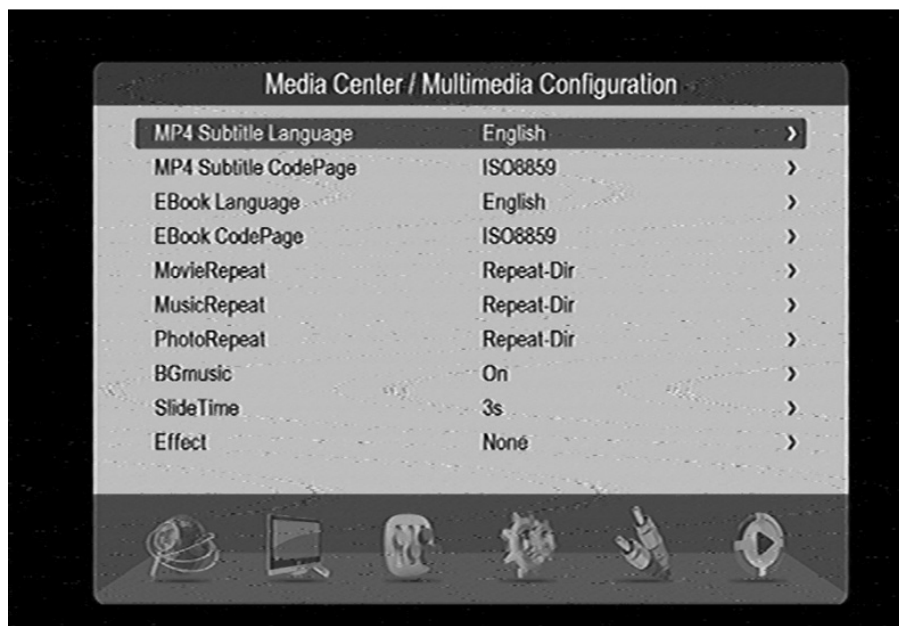 Media Center / Multimedia Configuration
MP4 Subtitle Language English
MP4 Subtitle CodePage ISO8859
EBook Language English
EBook CodePage ISO8859
MovieRepeat Repeat-Dir
MusicRepeat Repeat-Dir
PhotoRepeat Repeat-Dir
BGmusic On
SlideTime 3s
Effect None